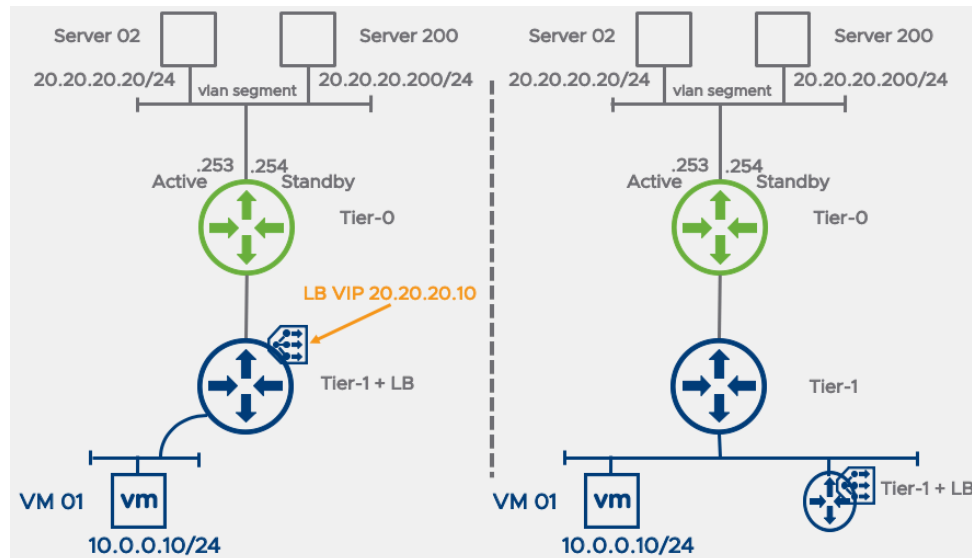 Server 02
Server 200
20.20.20.20/24
20.20.20.200/24
vlan segment
.253
.254
Active
Standby
Tier-0
LB VIP 20.20.20.10
Tier-1 + LB
VM 01
vm
10.0.0.10/24
Server 02
Server 200
20.20.20.20/24
20.20.20.200/24
vlan segment
.253
.254
Active
Standby
Tier-0
Tier-1
Tier-1 + LB
VM 01
vm
10.0.0.10/24